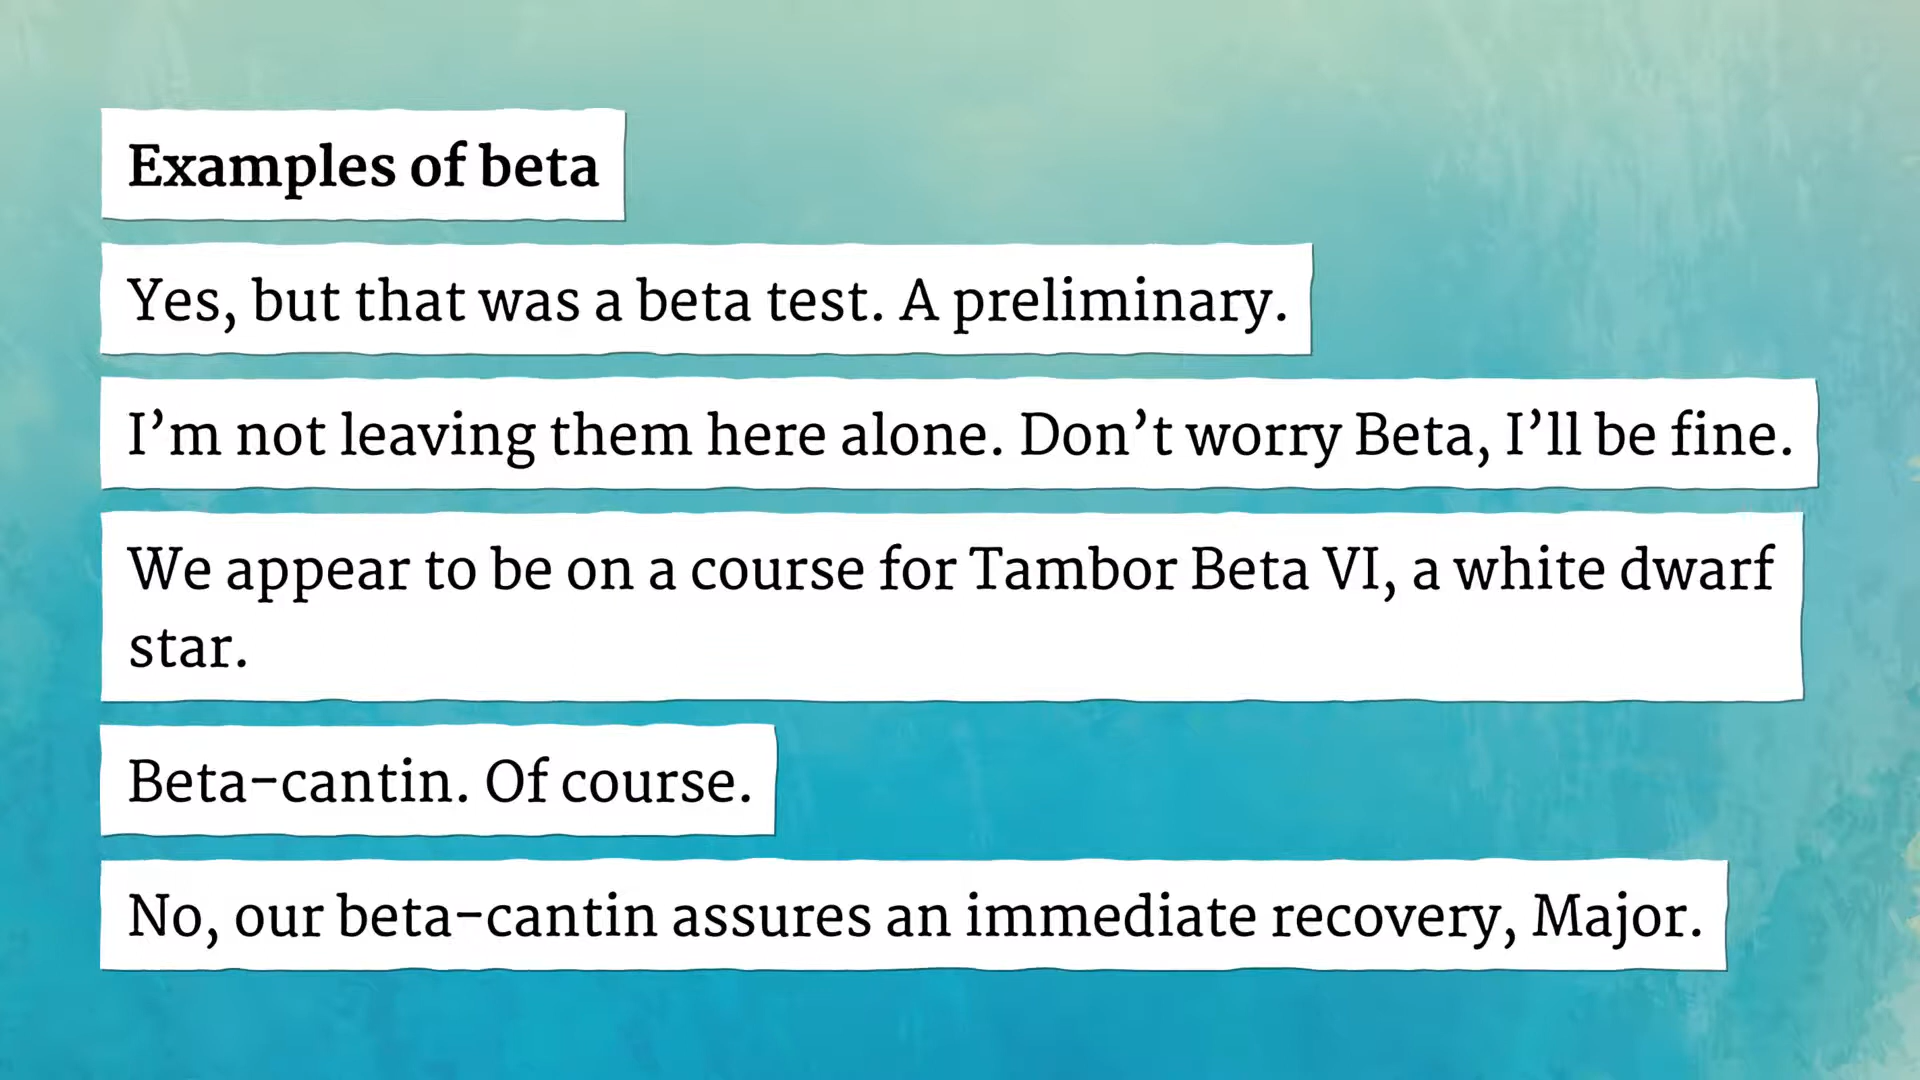 Examples of beta
Yes, but that was a beta test. A preliminary.
I’m not leaving them here alone. Don’t worry Beta, I’ll be fine.
We appear to be on a course for Tambor Beta VI, a white dwarf
star.
Beta-cantin. Of course.
No, our beta-cantin assures an immediate recovery, Major.